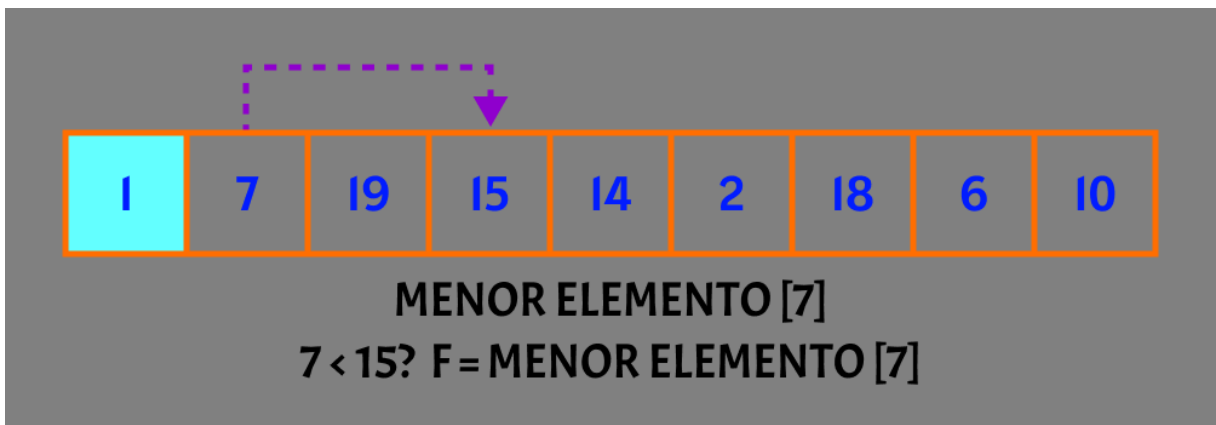 1 7 19 15 14 2 18 6 10
MENOR ELEMENTO [7]
7 < 15? F = MENOR ELEMENTO [7]